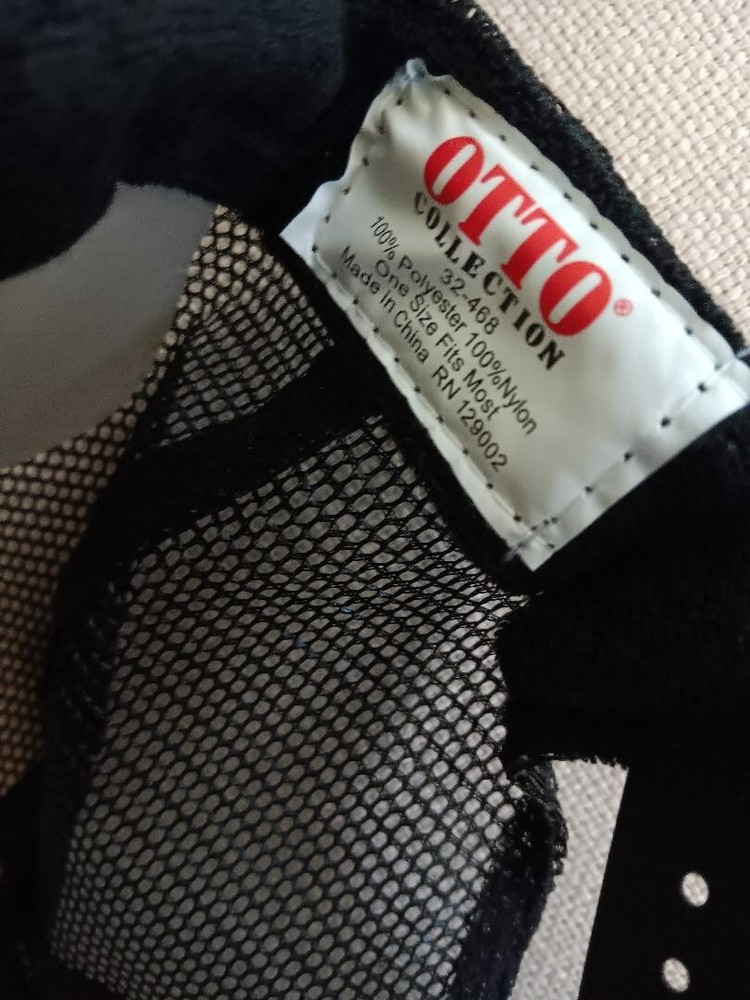 OTTO®
COLLECTION
32-468
100% Polyester 100%Nylon
One Size Fits Most
Made In China RN 129002